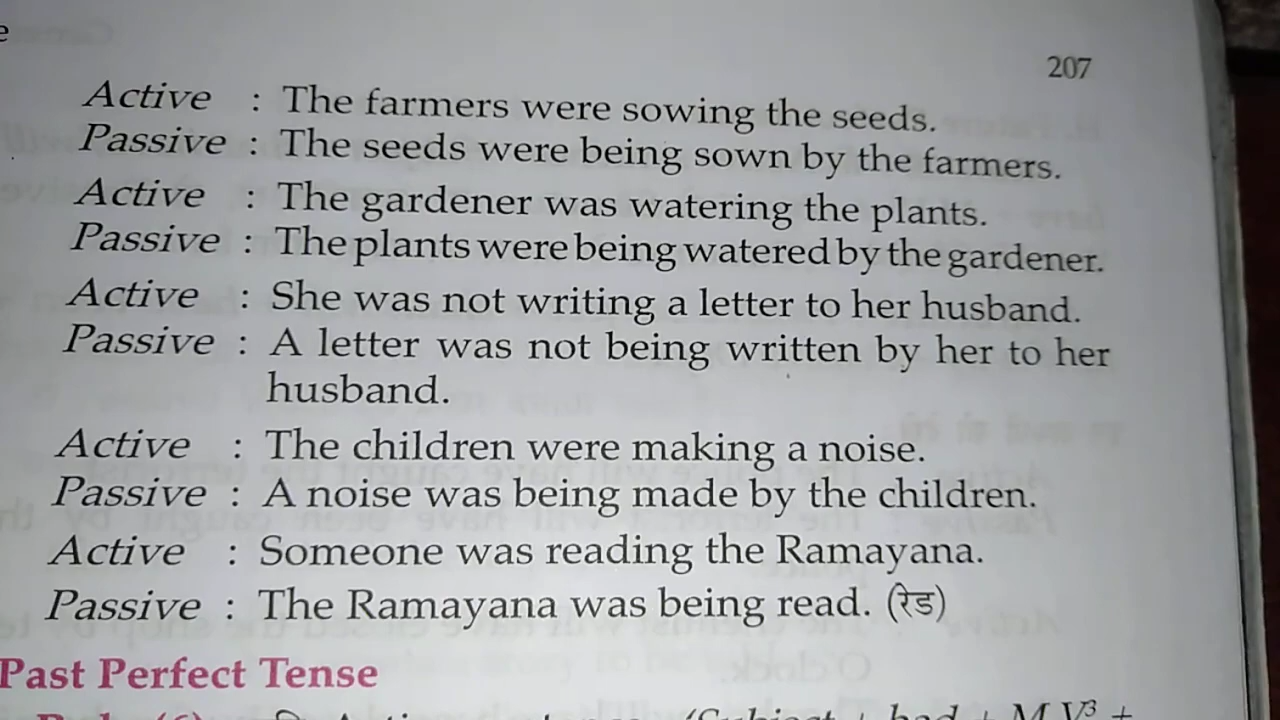 e
207
Active : The farmers were sowing the seeds.
Passive : The seeds were being sown by the farmers.
Active : The gardener was watering the plants.
Passive : The plants were being watered by the gardener.
Active : She was not writing a letter to her husband.
Passive : A letter was not being written by her to her
husband.
Active : The children were making a noise.
Passive : A noise was being made by the children.
Active : Someone was reading the Ramayana.
Passive : The Ramayana was being read. (रेड)
Past Perfect Tense
(Subject + had + M.V³ +